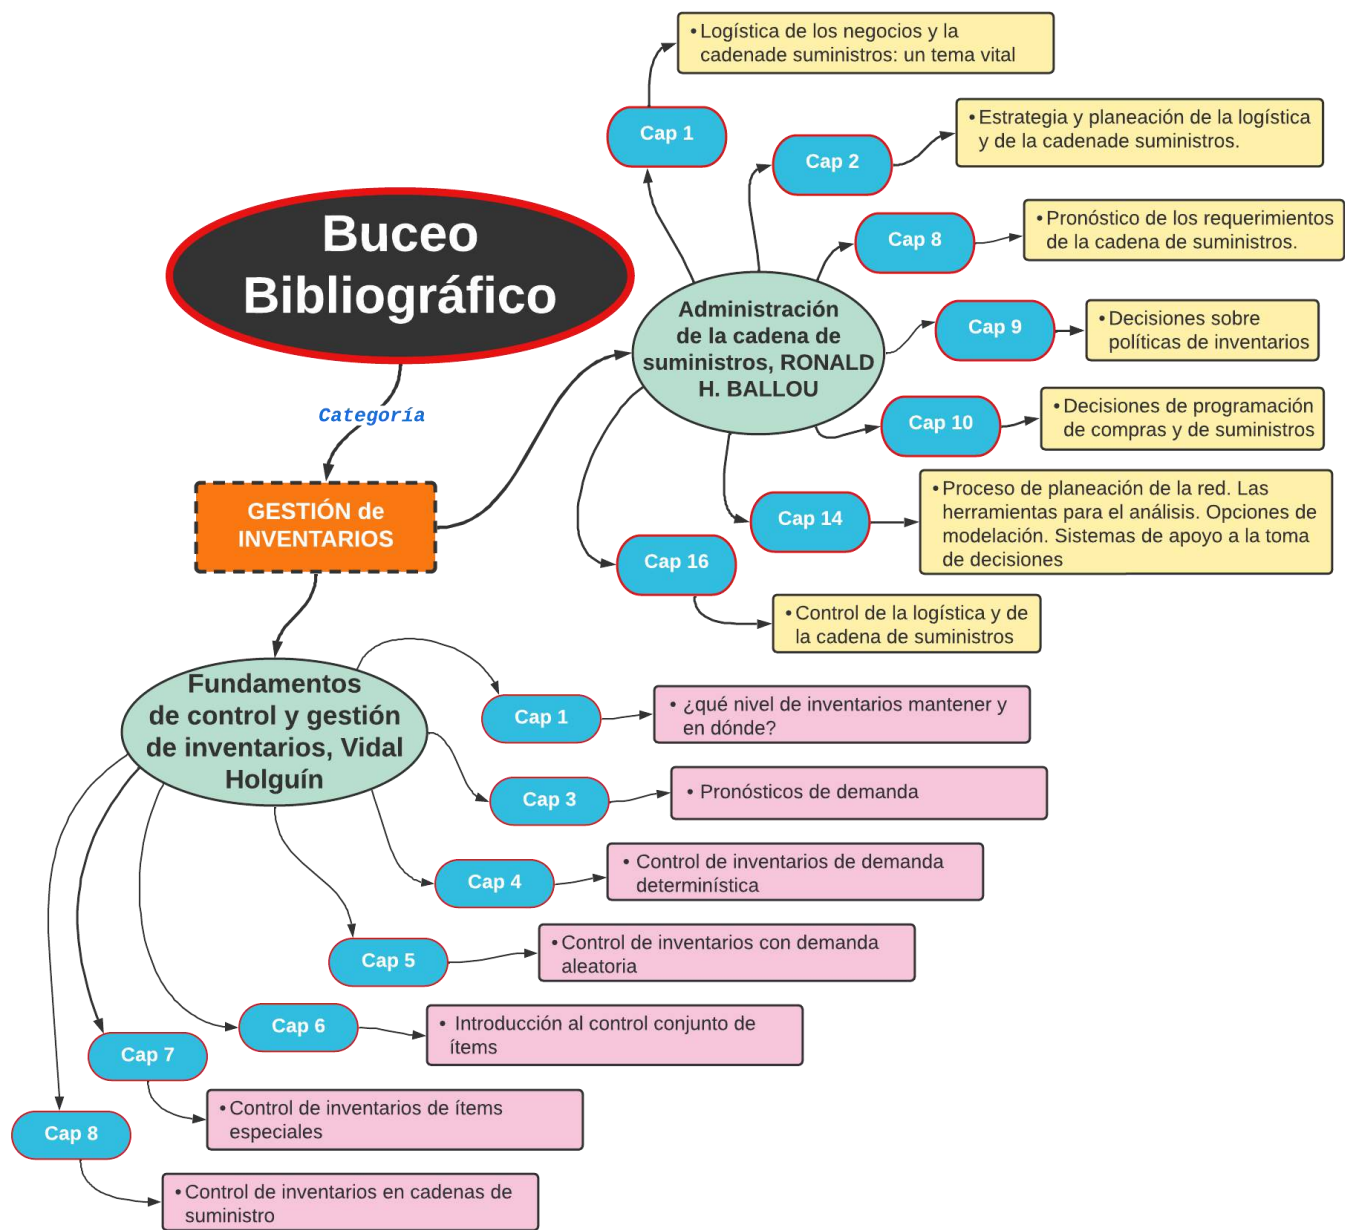 Buceo
Bibliográfico
Categoría
GESTIÓN de
INVENTARIOS
Administración
de la cadena de
suministros, RONALD
H. BALLOU
Cap 1
• Logística de los negocios y la
cadenade suministros: un tema vital
Cap 2
• Estrategia y planeación de la logística
y de la cadenade suministros.
Cap 8
• Pronóstico de los requerimientos
de la cadena de suministros.
Cap 9
• Decisiones sobre
políticas de inventarios
Cap 10
• Decisiones de programación
de compras y de suministros
Cap 14
• Proceso de planeación de la red. Las
herramientas para el análisis. Opciones de
modelación. Sistemas de apoyo a la toma
de decisiones
Cap 16
• Control de la logística y de
la cadena de suministros
Fundamentos
de control y gestión
de inventarios, Vidal
Holguín
Cap 1
• ¿qué nivel de inventarios mantener y
en dónde?
Cap 3
• Pronósticos de demanda
Cap 4
• Control de inventarios de demanda
determinística
Cap 5
• Control de inventarios con demanda
aleatoria
Cap 6
• Introducción al control conjunto de
ítems
Cap 7
• Control de inventarios de ítems
especiales
Cap 8
• Control de inventarios en cadenas de
suministro